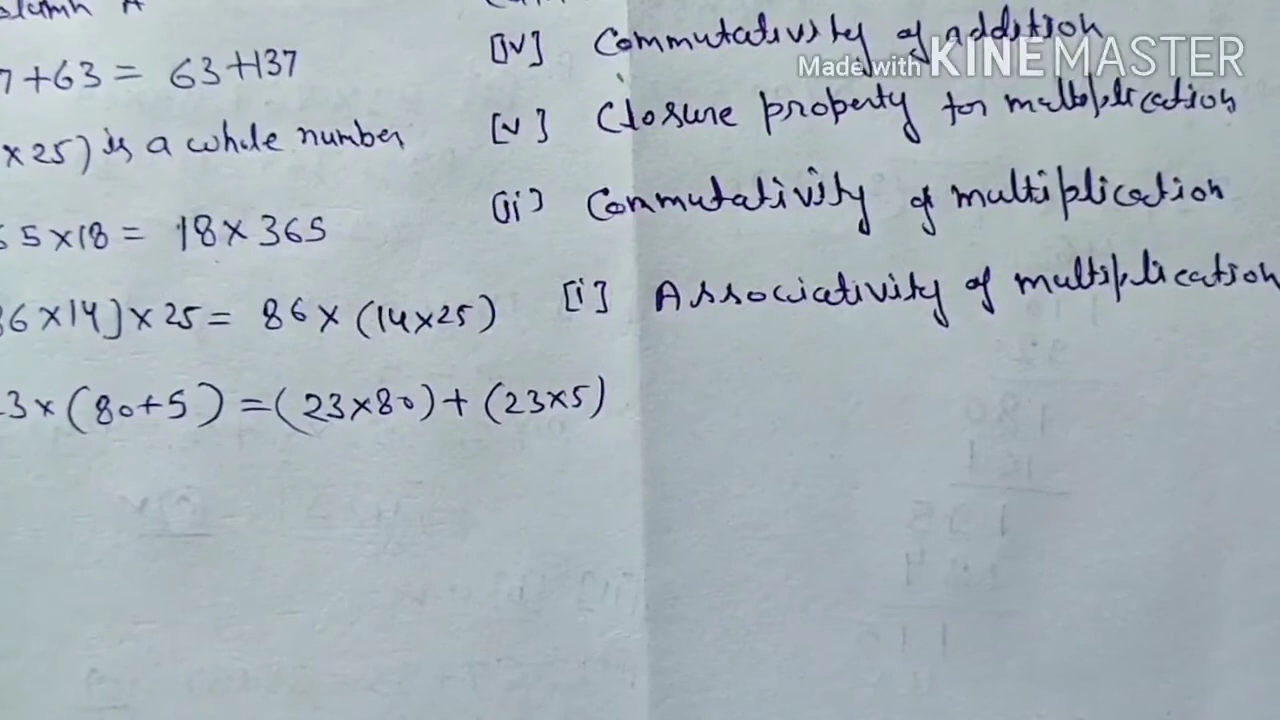 7+63 = 63+137 [iv] Commutativity of addition
Made with KINEMASTER
×25) is a whole number [v] Closure property for multiplication
5×18 = 18×365 [ii] Commutativity of multiplication
6×14)×25 = 86×(14×25) [i] Associativity of multiplication
3×(80+5) = (23×80)+(23×5)